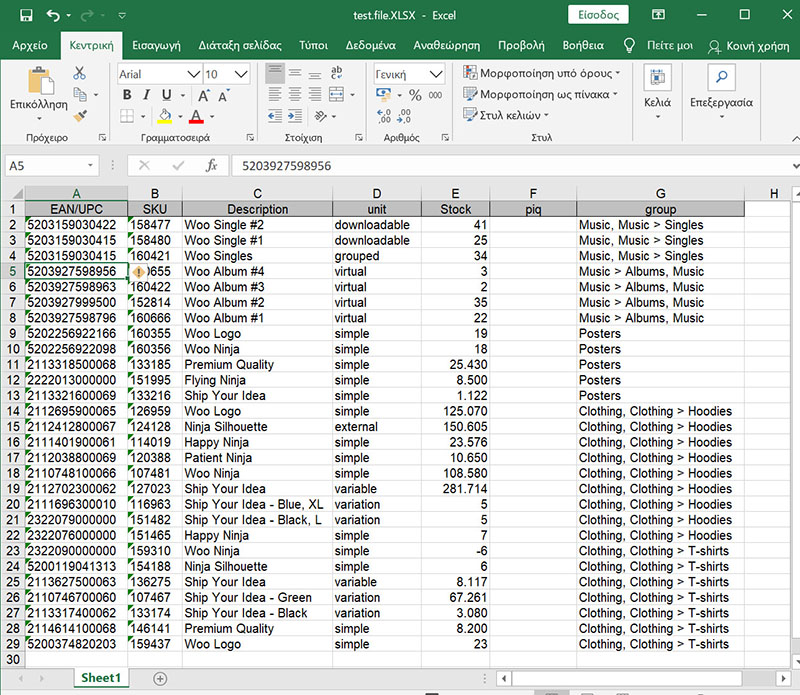 test.file.XLSX - Excel Είσοδος
Αρχείο Κεντρική Εισαγωγή Διάταξη σελίδας Τύποι Δεδομένα Αναθεώρηση Προβολή Βοήθεια Πείτε μου Κοινή χρήση
Επικόλληση
Arial 10
B I U A A
ab
Γενική
% 000
Μορφοποίηση υπό όρους
Μορφοποίηση ως πίνακα
Στυλ κελιών
Κελιά
Επεξεργασία
Πρόχειρο Γραμματοσειρά Στοίχιση Αριθμός Στυλ
A5 fx 5203927598956
A B C D E F G H
1 EAN/UPC SKU Description unit Stock piq group
2 5203159030422 158477 Woo Single #2 downloadable 41 Music, Music > Singles
3 5203159030415 158480 Woo Single #1 downloadable 25 Music, Music > Singles
4 5203159030415 160421 Woo Singles grouped 34 Music, Music > Singles
5 5203927598956 0655 Woo Album #4 virtual 3 Music > Albums, Music
6 5203927598963 160422 Woo Album #3 virtual 2 Music > Albums, Music
7 5203927999500 152814 Woo Album #2 virtual 35 Music > Albums, Music
8 5203927598796 160666 Woo Album #1 virtual 22 Music > Albums, Music
9 5202256922166 160355 Woo Logo simple 19 Posters
10 5202256922098 160356 Woo Ninja simple 18 Posters
11 2113318500068 133185 Premium Quality simple 25.430 Posters
12 2222013000000 151995 Flying Ninja simple 8.500 Posters
13 2113321600069 133216 Ship Your Idea simple 1.122 Posters
14 2112695900065 126959 Woo Logo simple 125.070 Clothing, Clothing > Hoodies
15 2112412800067 124128 Ninja Silhouette external 150.605 Clothing, Clothing > Hoodies
16 2111401900061 114019 Happy Ninja simple 23.576 Clothing, Clothing > Hoodies
17 2112038800069 120388 Patient Ninja simple 10.650 Clothing, Clothing > Hoodies
18 2110748100066 107481 Woo Ninja simple 108.580 Clothing, Clothing > Hoodies
19 2112702300062 127023 Ship Your Idea variable 281.714 Clothing, Clothing > Hoodies
20 2111696300010 116963 Ship Your Idea - Blue, XL variation 5 Clothing, Clothing > Hoodies
21 2322079000000 151482 Ship Your Idea - Black, L variation 5 Clothing, Clothing > Hoodies
22 2322076000000 151465 Happy Ninja simple 7 Clothing, Clothing > Hoodies
23 2322090000000 159310 Woo Ninja simple -6 Clothing, Clothing > T-shirts
24 5200119041313 154188 Ninja Silhouette simple 6 Clothing, Clothing > T-shirts
25 2113627500063 136275 Ship Your Idea variable 8.117 Clothing, Clothing > T-shirts
26 2110746700060 107467 Ship Your Idea - Green variation 67.261 Clothing, Clothing > T-shirts
27 2113317400062 133174 Ship Your Idea - Black variation 3.080 Clothing, Clothing > T-shirts
28 2114614100068 146141 Premium Quality simple 8.200 Clothing, Clothing > T-shirts
29 5200374820203 159437 Woo Logo simple 23 Clothing, Clothing > T-shirts
30
Sheet1